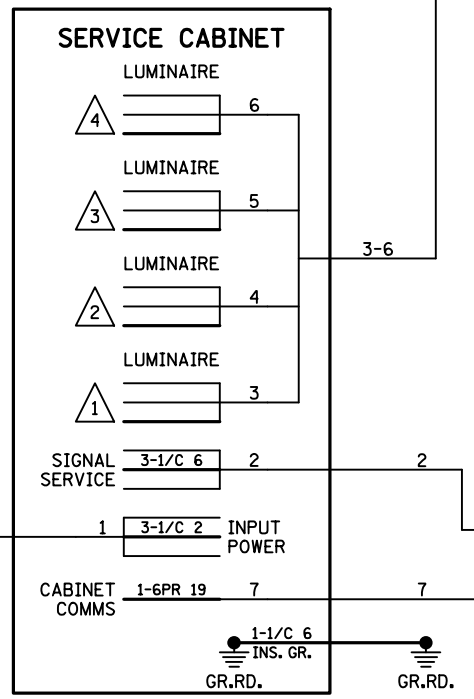 SERVICE CABINET
LUMINAIRE
4
6
LUMINAIRE
3
5
3-6
LUMINAIRE
2
4
LUMINAIRE
1
3
SIGNAL SERVICE
3-1/C 6
2
2
1
3-1/C 2
INPUT POWER
CABINET COMMS
1-6PR 19
7
7
1-1/C 6
INS. GR.
GR.RD.
GR.RD.